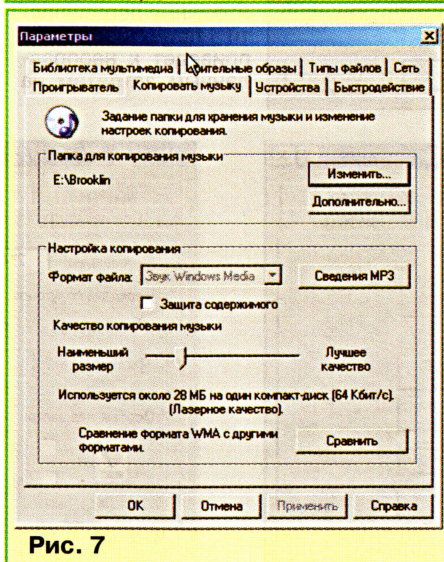 Параметры
Библиотека мультимедиа Зрительные образы Типы файлов Сеть
Проигрыватель Копировать музыку Устройства Быстродействие
Задание папки для хранения музыки и изменение
настроек копирования.
Папка для копирования музыки
E:\Brooklin
Изменить...
Дополнительно...
Настройка копирования
Формат файла: Звук Windows Media Сведения MP3
Защита содержимого
Качество копирования музыки
Наименьший Лучшее
размер качество
Используется около 28 МБ на один компакт-диск (64 Кбит/с).
(Лазерное качество).
Сравнение формата WMA с другими
форматами.
Сравнить
ОК Отмена Применить Справка
Рис. 7